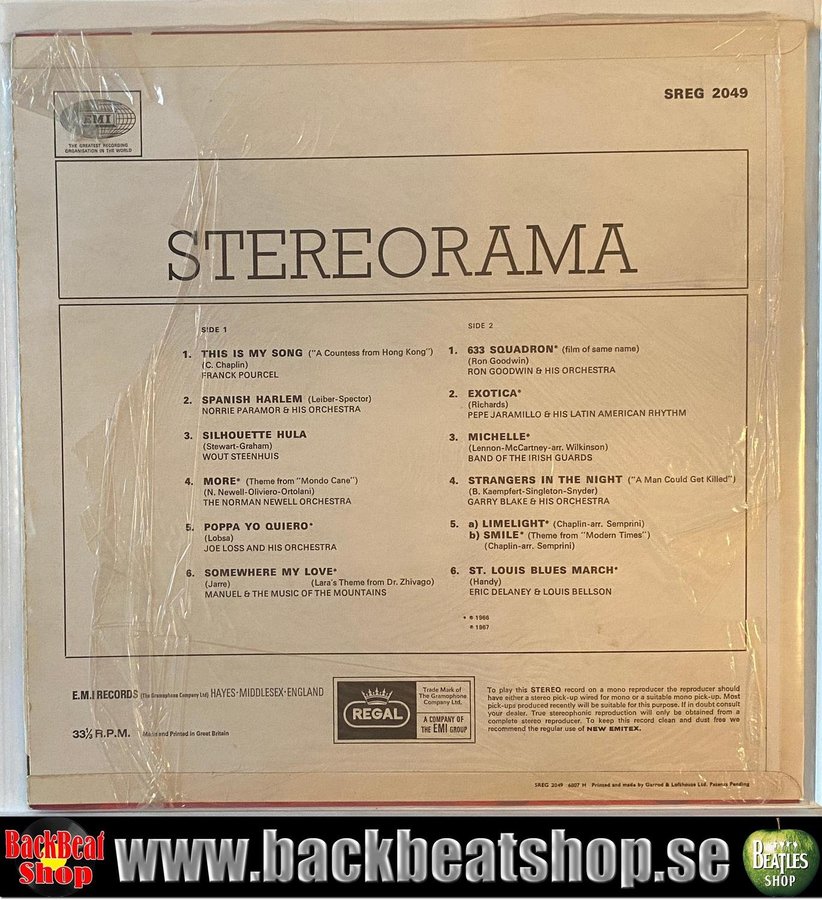 SREG 2049
EMI
THE GREATEST RECORDING
ORGANISATION IN THE WORLD
STEREORAMA
SIDE 1
1. THIS IS MY SONG ("A Countess from Hong Kong")
(C. Chaplin)
FRANCK POURCEL
2. SPANISH HARLEM (Leiber-Spector)
NORRIE PARAMOR & HIS ORCHESTRA
3. SILHOUETTE HULA
(Stewart-Graham)
WOUT STEENHUIS
4. MORE* (Theme from "Mondo Cane")
(N. Newell-Oliviero-Ortolani)
THE NORMAN NEWELL ORCHESTRA
5. POPPA YO QUIERO*
(Lobsa)
JOE LOSS AND HIS ORCHESTRA
6. SOMEWHERE MY LOVE*
(Jarre) (Lara's Theme from Dr. Zhivago)
MANUEL & THE MUSIC OF THE MOUNTAINS
SIDE 2
1. 633 SQUADRON* (film of same name)
(Ron Goodwin)
RON GOODWIN & HIS ORCHESTRA
2. EXOTICA*
(Richards)
PEPE JARAMILLO & HIS LATIN AMERICAN RHYTHM
3. MICHELLE*
(Lennon-McCartney-arr. Wilkinson)
BAND OF THE IRISH GUARDS
4. STRANGERS IN THE NIGHT ("A Man Could Get Killed")
(B. Kaempfert-Singleton-Snyder)
GARRY BLAKE & HIS ORCHESTRA
5. a) LIMELIGHT* (Chaplin-arr. Semprini)
b) SMILE* (Theme from "Modern Times")
(Chaplin-arr. Semprini)
6. ST. LOUIS BLUES MARCH*
(Handy)
ERIC DELANEY & LOUIS BELLSON
* ℗ 1966
℗ 1967
E.M.I RECORDS (The Gramophone Company Ltd) HAYES·MIDDLESEX·ENGLAND
33⅓ R.P.M. Made and Printed in Great Britain
REGAL
Trade Mark of
The Gramophone
Company Ltd.
A COMPANY OF
THE EMI GROUP
To play this STEREO record on a mono reproducer the reproducer should
have either a stereo pick-up wired for mono or a suitable mono pick-up. Most
pick-ups produced recently will be suitable for this purpose. If in doubt consult
your dealer. True stereophonic reproduction will only be obtained from a
complete stereo reproducer. To keep this record clean and dust free we
recommend the regular use of NEW EMITEX.
SREG 2049 6007 H Printed and made by Garrod & Lofthouse Ltd. Patents Pending
BackBeat
Shop
www.backbeatshop.se
BEATLES
SHOP